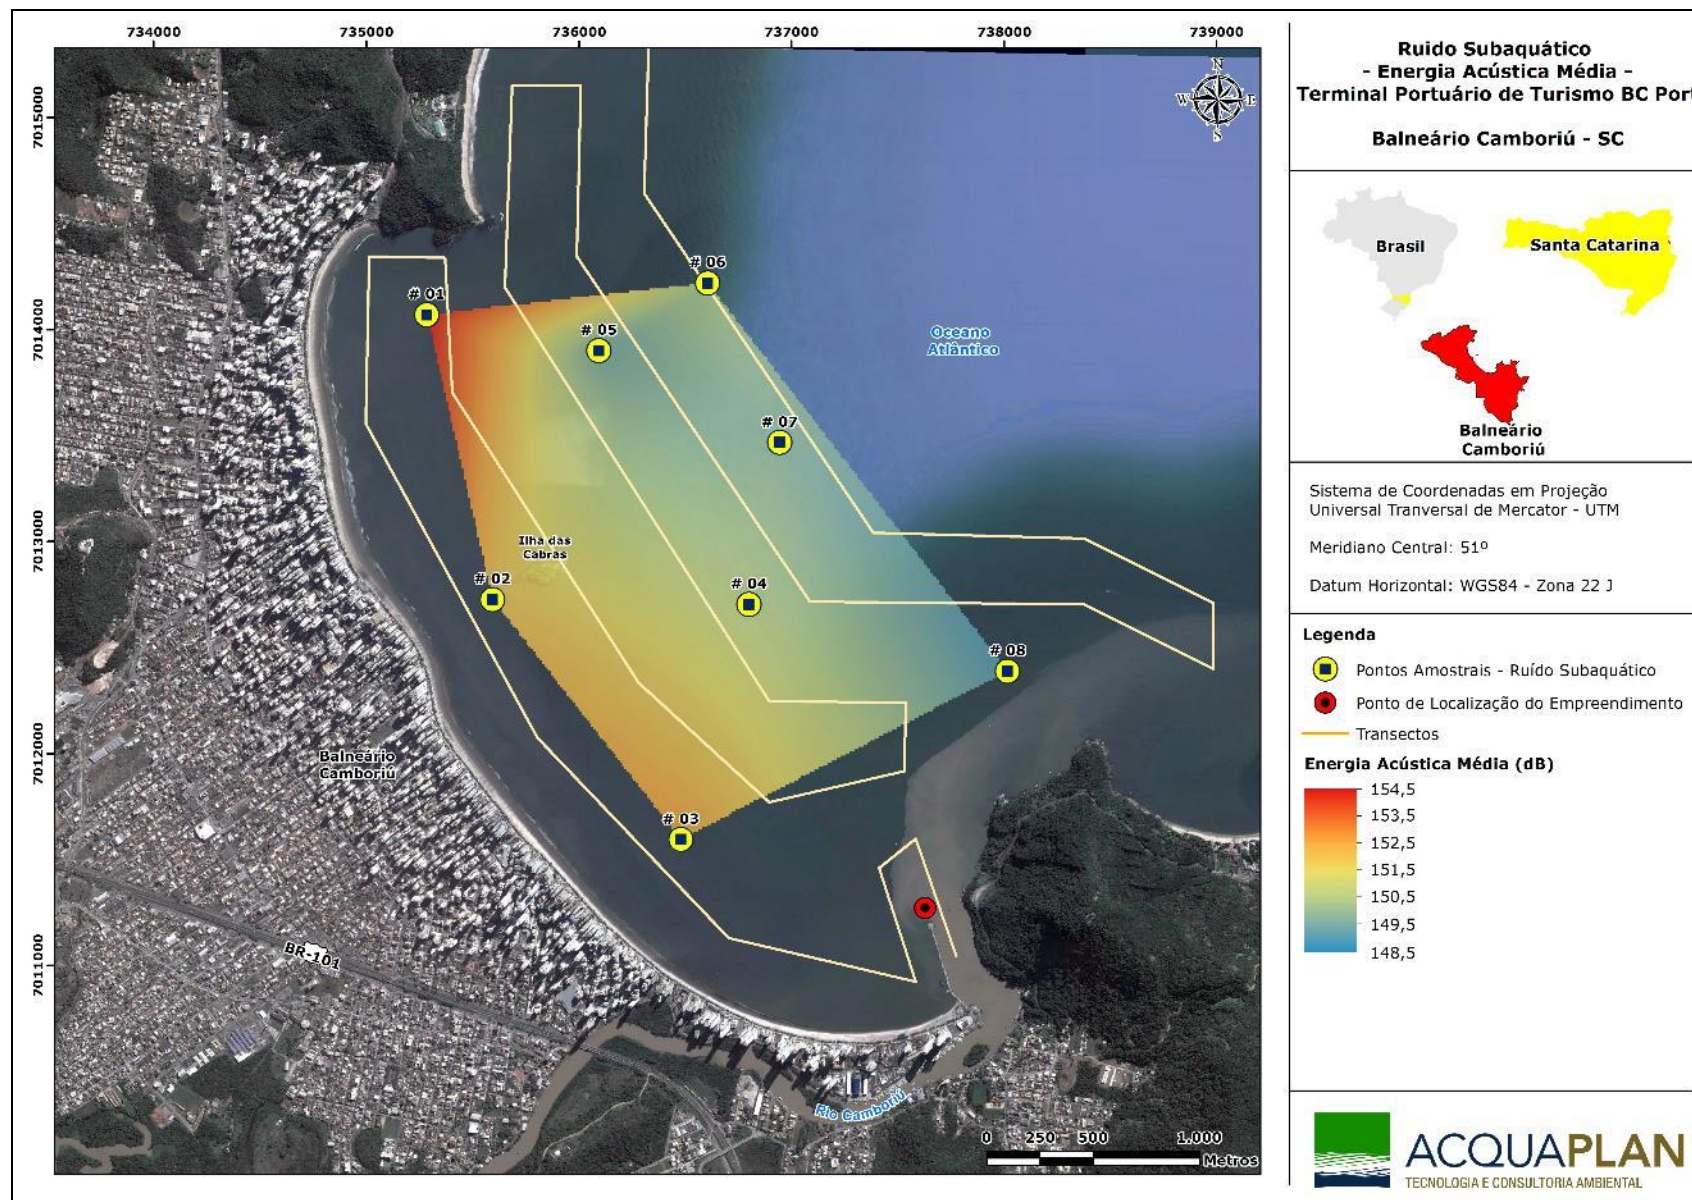 734000
735000
736000
737000
738000
739000
7015000
7014000
7013000
7012000
7011000
N
W
E
S
# 01
# 02
# 03
# 04
# 05
# 06
# 07
# 08
Oceano
Atlântico
Ilha das
Cabras
Balneário
Camboriú
BR-101
Rio Camboriú
0 250 500 1.000
Metros
Ruido Subaquático
- Energia Acústica Média -
Terminal Portuário de Turismo BC Port
Balneário Camboriú - SC
Brasil
Santa Catarina
Balneário
Camboriú
Sistema de Coordenadas em Projeção
Universal Tranversal de Mercator - UTM
Meridiano Central: 51º
Datum Horizontal: WGS84 - Zona 22 J
Legenda
Pontos Amostrais - Ruído Subaquático
Ponto de Localização do Empreendimento
Transectos
Energia Acústica Média (dB)
154,5
153,5
152,5
151,5
150,5
149,5
148,5
ACQUAPLAN
TECNOLOGIA E CONSULTORIA AMBIENTAL